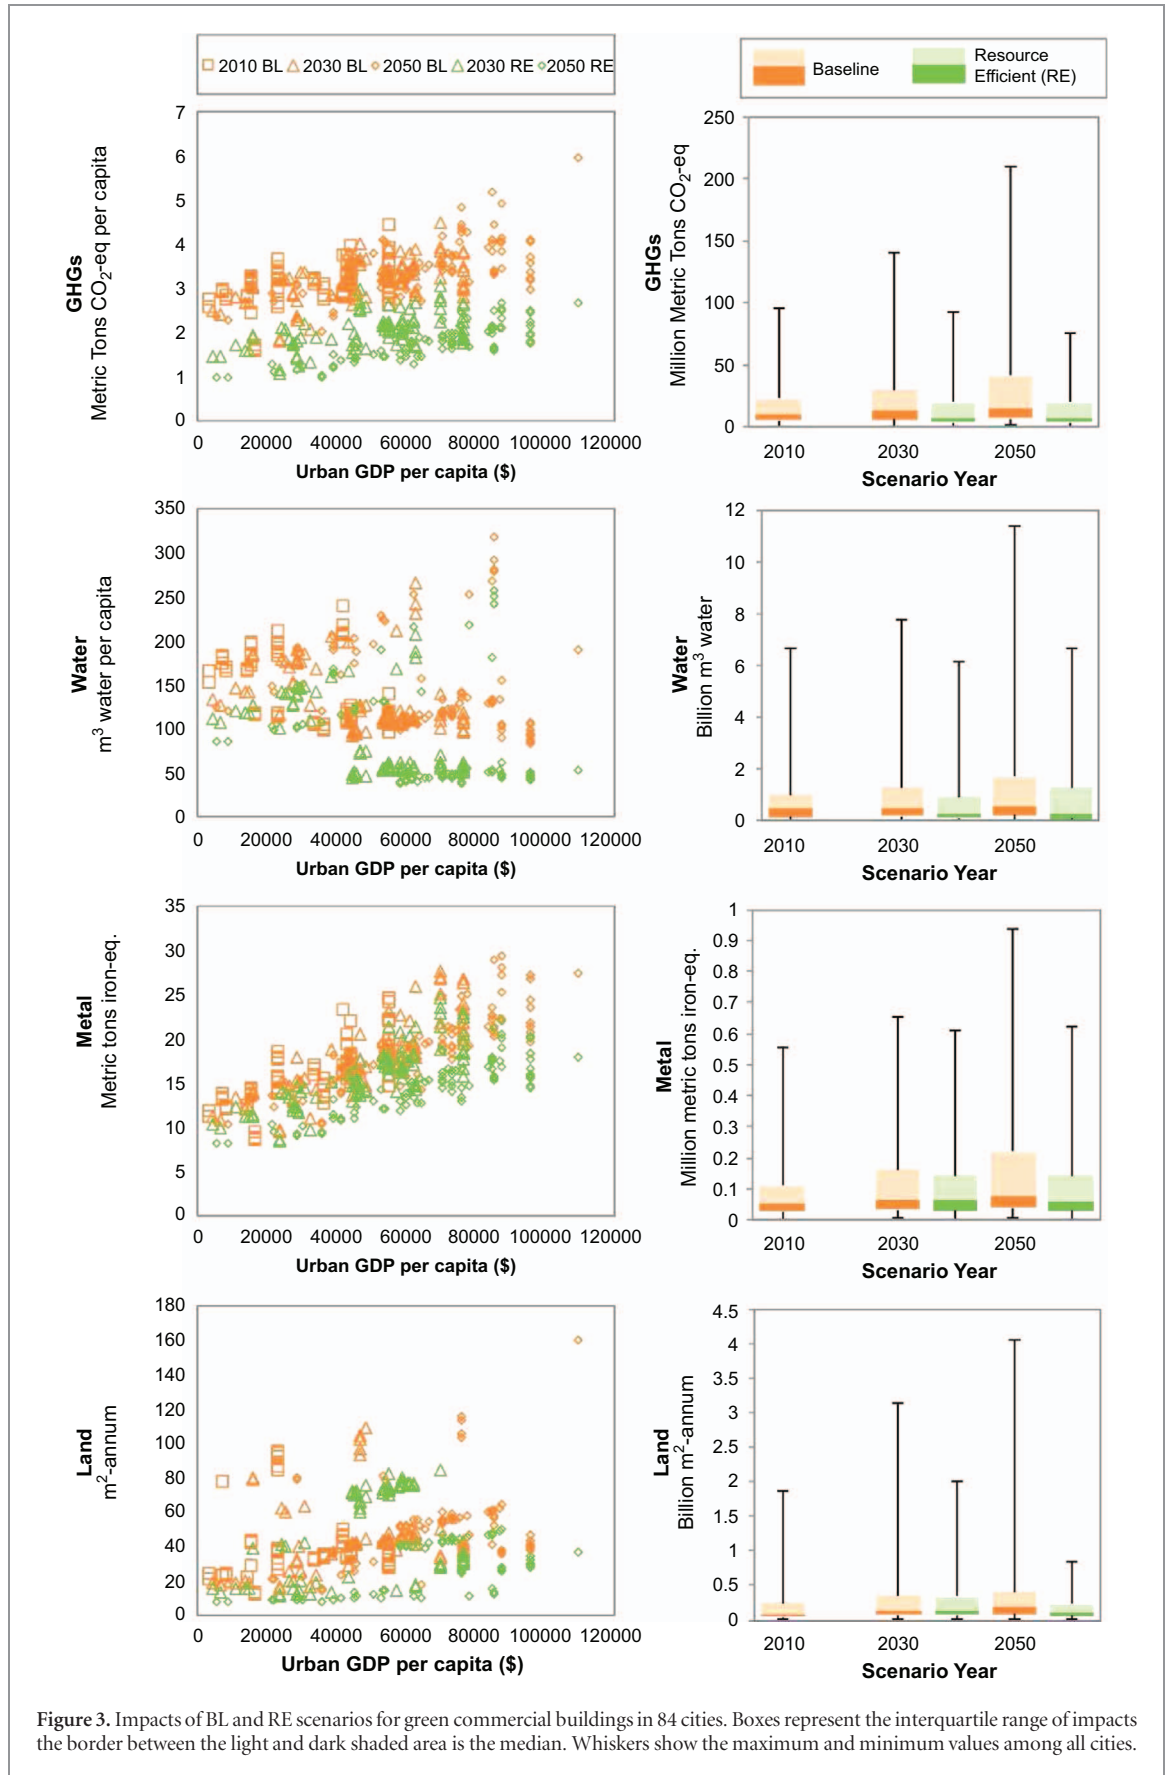 2010 BL 2030 BL 2050 BL 2030 RE 2050 RE
Baseline
Resource
Efficient (RE)
GHGs
Metric Tons CO2-eq per capita
7
6
5
4
3
2
1
0
0 20000 40000 60000 80000 100000 120000
Urban GDP per capita ($)
GHGs
Million Metric Tons CO2-eq
250
200
150
100
50
0
2010 2030 2050
Scenario Year
Water
m3 water per capita
350
300
250
200
150
100
50
0
0 20000 40000 60000 80000 100000 120000
Urban GDP per capita ($)
Water
Billion m3 water
12
10
8
6
4
2
0
2010 2030 2050
Scenario Year
Metal
Metric tons iron-eq.
35
30
25
20
15
10
5
0
0 20000 40000 60000 80000 100000 120000
Urban GDP per capita ($)
Metal
Million metric tons iron-eq.
1
0.9
0.8
0.7
0.6
0.5
0.4
0.3
0.2
0.1
0
2010 2030 2050
Scenario Year
Land
m2-annum
180
160
140
120
100
80
60
40
20
0
0 20000 40000 60000 80000 100000 120000
Urban GDP per capita ($)
Land
Billion m2-annum
4.5
4
3.5
3
2.5
2
1.5
1
0.5
0
2010 2030 2050
Scenario Year
Figure 3. Impacts of BL and RE scenarios for green commercial buildings in 84 cities. Boxes represent the interquartile range of impacts
the border between the light and dark shaded area is the median. Whiskers show the maximum and minimum values among all cities.